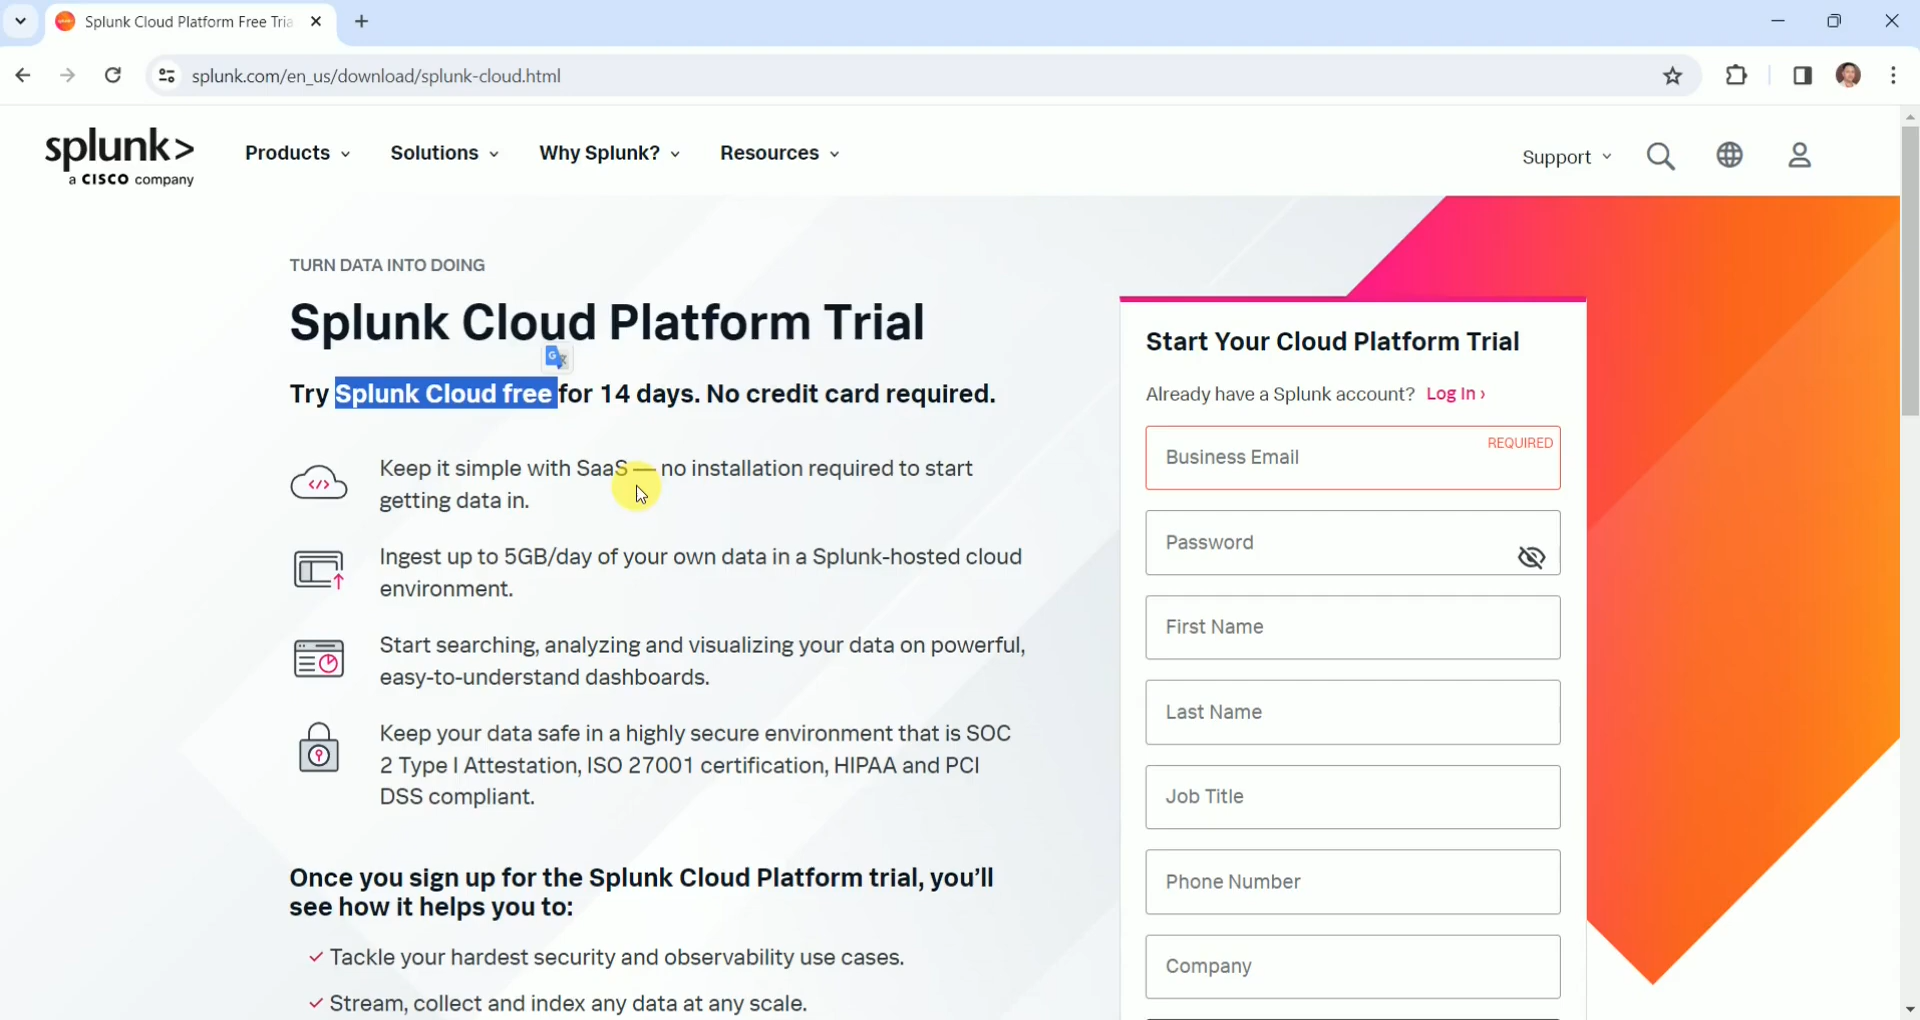 Splunk Cloud Platform Free Tria
splunk.com/en_us/download/splunk-cloud.html
splunk>
a CISCO company
Products
Solutions
Why Splunk?
Resources
Support
TURN DATA INTO DOING
Splunk Cloud Platform Trial
Try Splunk Cloud free for 14 days. No credit card required.
Keep it simple with SaaS — no installation required to start
getting data in.
Ingest up to 5GB/day of your own data in a Splunk-hosted cloud
environment.
Start searching, analyzing and visualizing your data on powerful,
easy-to-understand dashboards.
Keep your data safe in a highly secure environment that is SOC
2 Type I Attestation, ISO 27001 certification, HIPAA and PCI
DSS compliant.
Once you sign up for the Splunk Cloud Platform trial, you’ll
see how it helps you to:
✓ Tackle your hardest security and observability use cases.
✓ Stream, collect and index any data at any scale.
Start Your Cloud Platform Trial
Already have a Splunk account? Log In ›
REQUIRED
Business Email
Password
First Name
Last Name
Job Title
Phone Number
Company